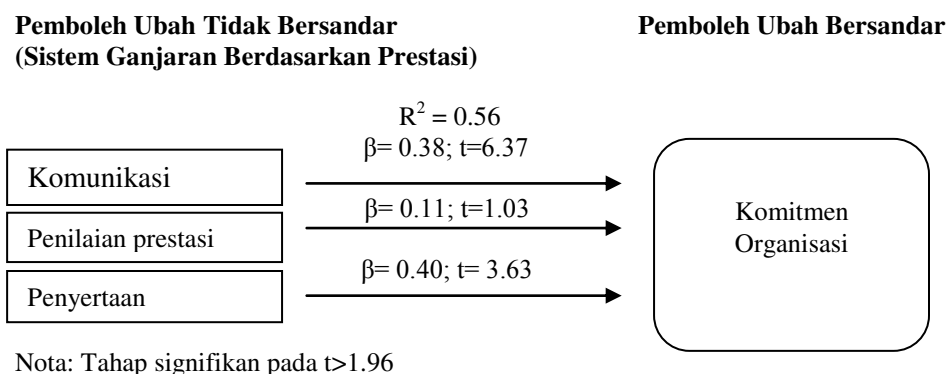 Pemboleh Ubah Tidak Bersandar
(Sistem Ganjaran Berdasarkan Prestasi)
Pemboleh Ubah Bersandar
R² = 0.56
β= 0.38; t=6.37
Komunikasi
β= 0.11; t=1.03
Penilaian prestasi
β= 0.40; t= 3.63
Penyertaan
Komitmen
Organisasi
Nota: Tahap signifikan pada t>1.96